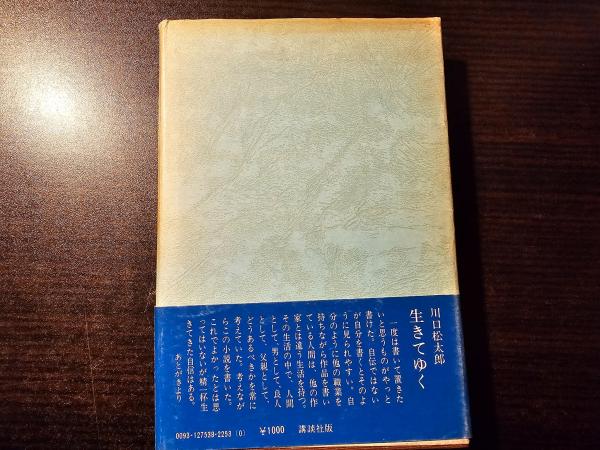 川口松太郎
生きてゆく
一度は書いて置きた
いと思うものがやっと
書けた。自伝ではない
が自分を書くとそのよ
うに見られやすい。自
分のように他の職業を
持ちながら作品を書い
ている人間は、他の作
家とは違う生活を持つ。
その生活の中で、人間
として、男として、良人
として、父親として、
どうあるべきかを常に
考えていた。考えなが
らこの小説を書いた。
これでよかったとは思
ってはいないが精一杯生
きてきた自信はある。
あとがきより
0093-127538-2253 (0)
¥1000
講談社版